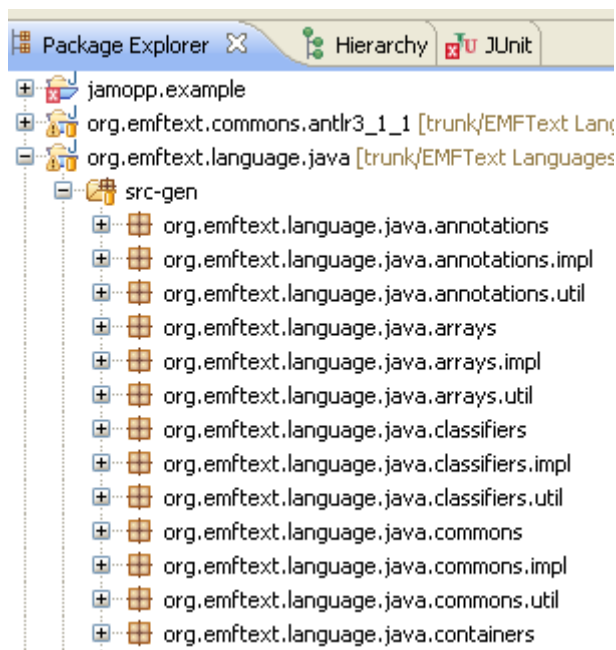 Package Explorer Hierarchy JUnit
jamopp.example
org.emftext.commons.antlr3_1_1 [trunk/EMFText Lang
org.emftext.language.java [trunk/EMFText Languages
src-gen
org.emftext.language.java.annotations
org.emftext.language.java.annotations.impl
org.emftext.language.java.annotations.util
org.emftext.language.java.arrays
org.emftext.language.java.arrays.impl
org.emftext.language.java.arrays.util
org.emftext.language.java.classifiers
org.emftext.language.java.classifiers.impl
org.emftext.language.java.classifiers.util
org.emftext.language.java.commons
org.emftext.language.java.commons.impl
org.emftext.language.java.commons.util
org.emftext.language.java.containers